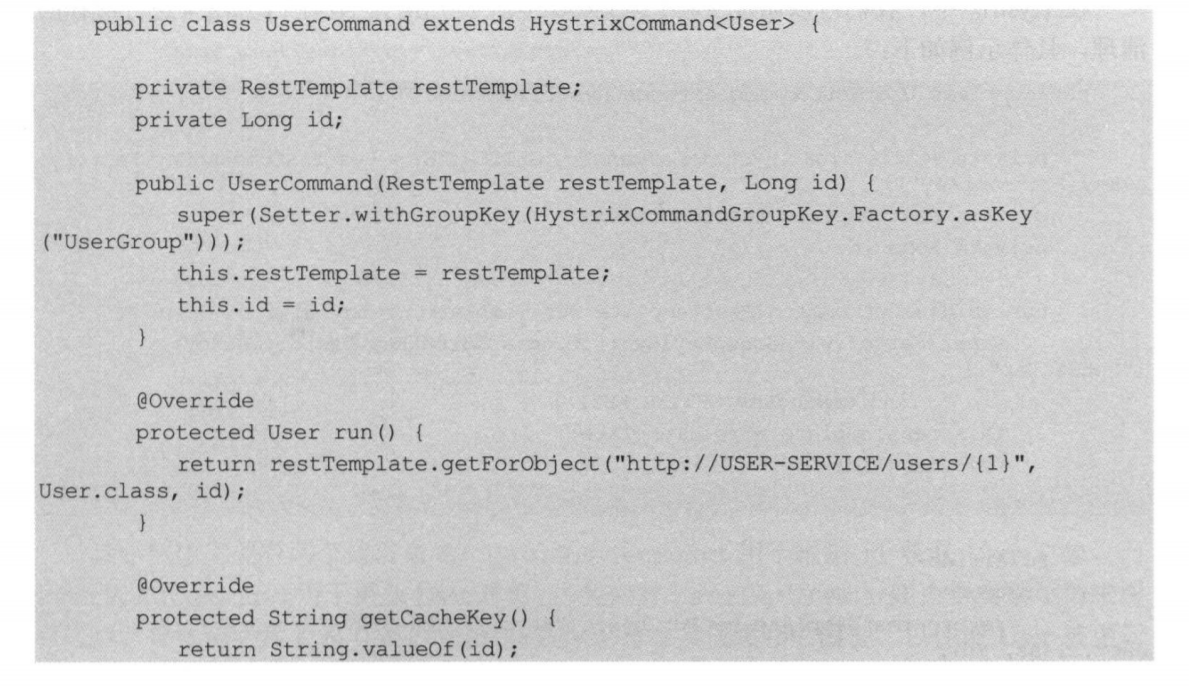 public class UserCommand extends HystrixCommand<User> {
private RestTemplate restTemplate;
private Long id;
public UserCommand(RestTemplate restTemplate, Long id) {
super(Setter.withGroupKey(HystrixCommandGroupKey.Factory.asKey
("UserGroup")));
this.restTemplate = restTemplate;
this.id = id;
}
@Override
protected User run() {
return restTemplate.getForObject("http://USER-SERVICE/users/{1}",
User.class, id);
}
@Override
protected String getCacheKey() {
return String.valueOf(id);